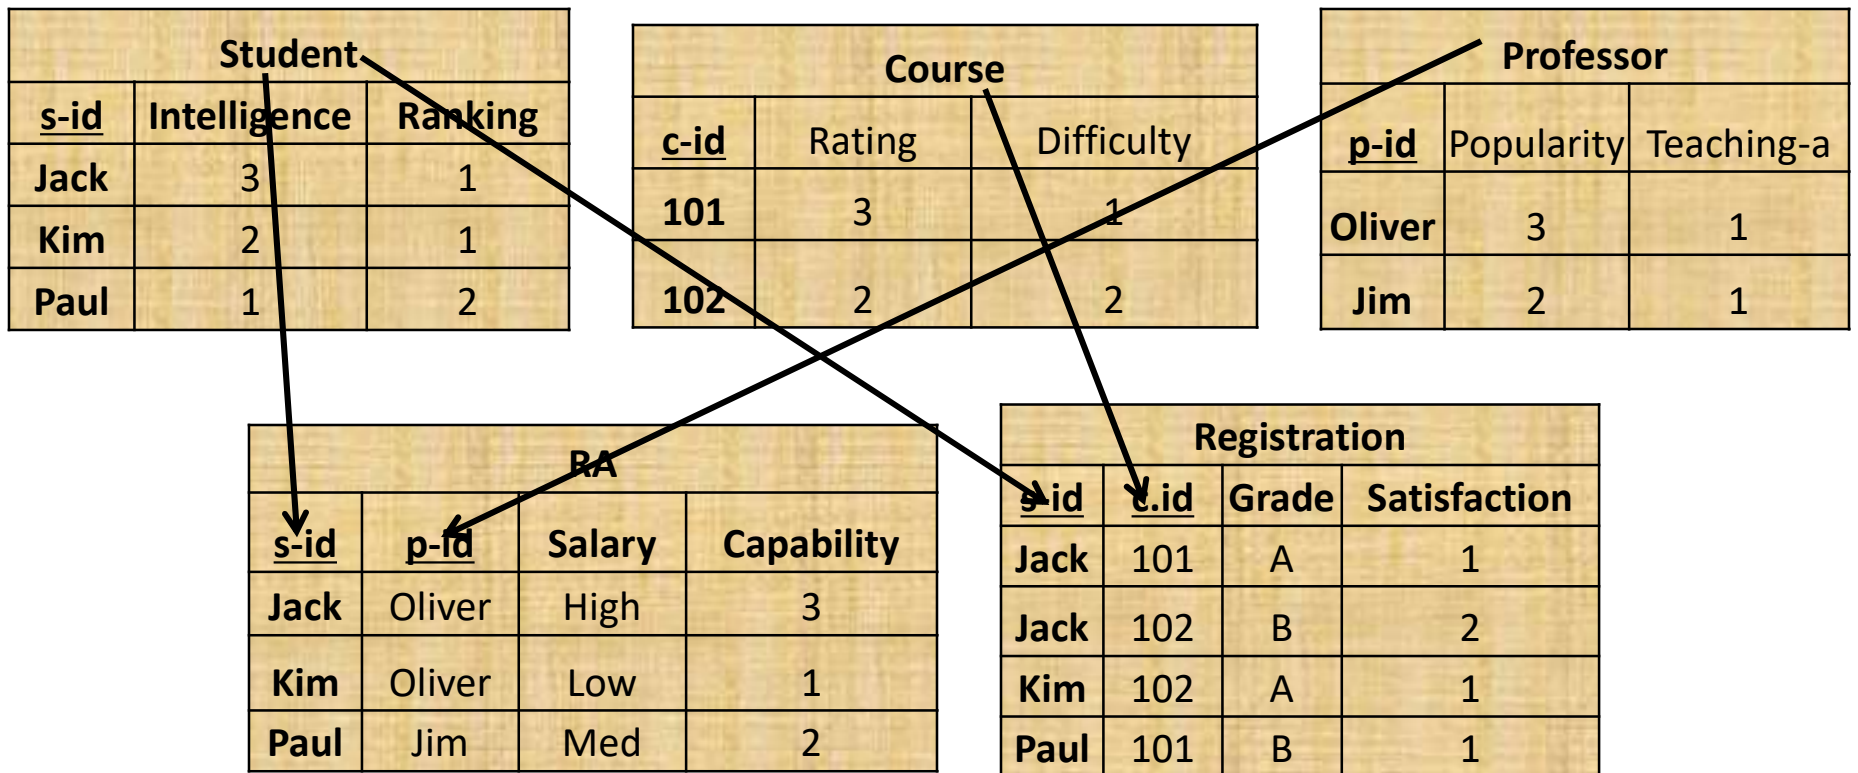 Student
s-id Intelligence Ranking
Jack 3 1
Kim 2 1
Paul 1 2
Course
c-id Rating Difficulty
101 3 1
102 2 2
Professor
p-id Popularity Teaching-a
Oliver 3 1
Jim 2 1
RA
s-id p-id Salary Capability
Jack Oliver High 3
Kim Oliver Low 1
Paul Jim Med 2
Registration
s-id c.id Grade Satisfaction
Jack 101 A 1
Jack 102 B 2
Kim 102 A 1
Paul 101 B 1